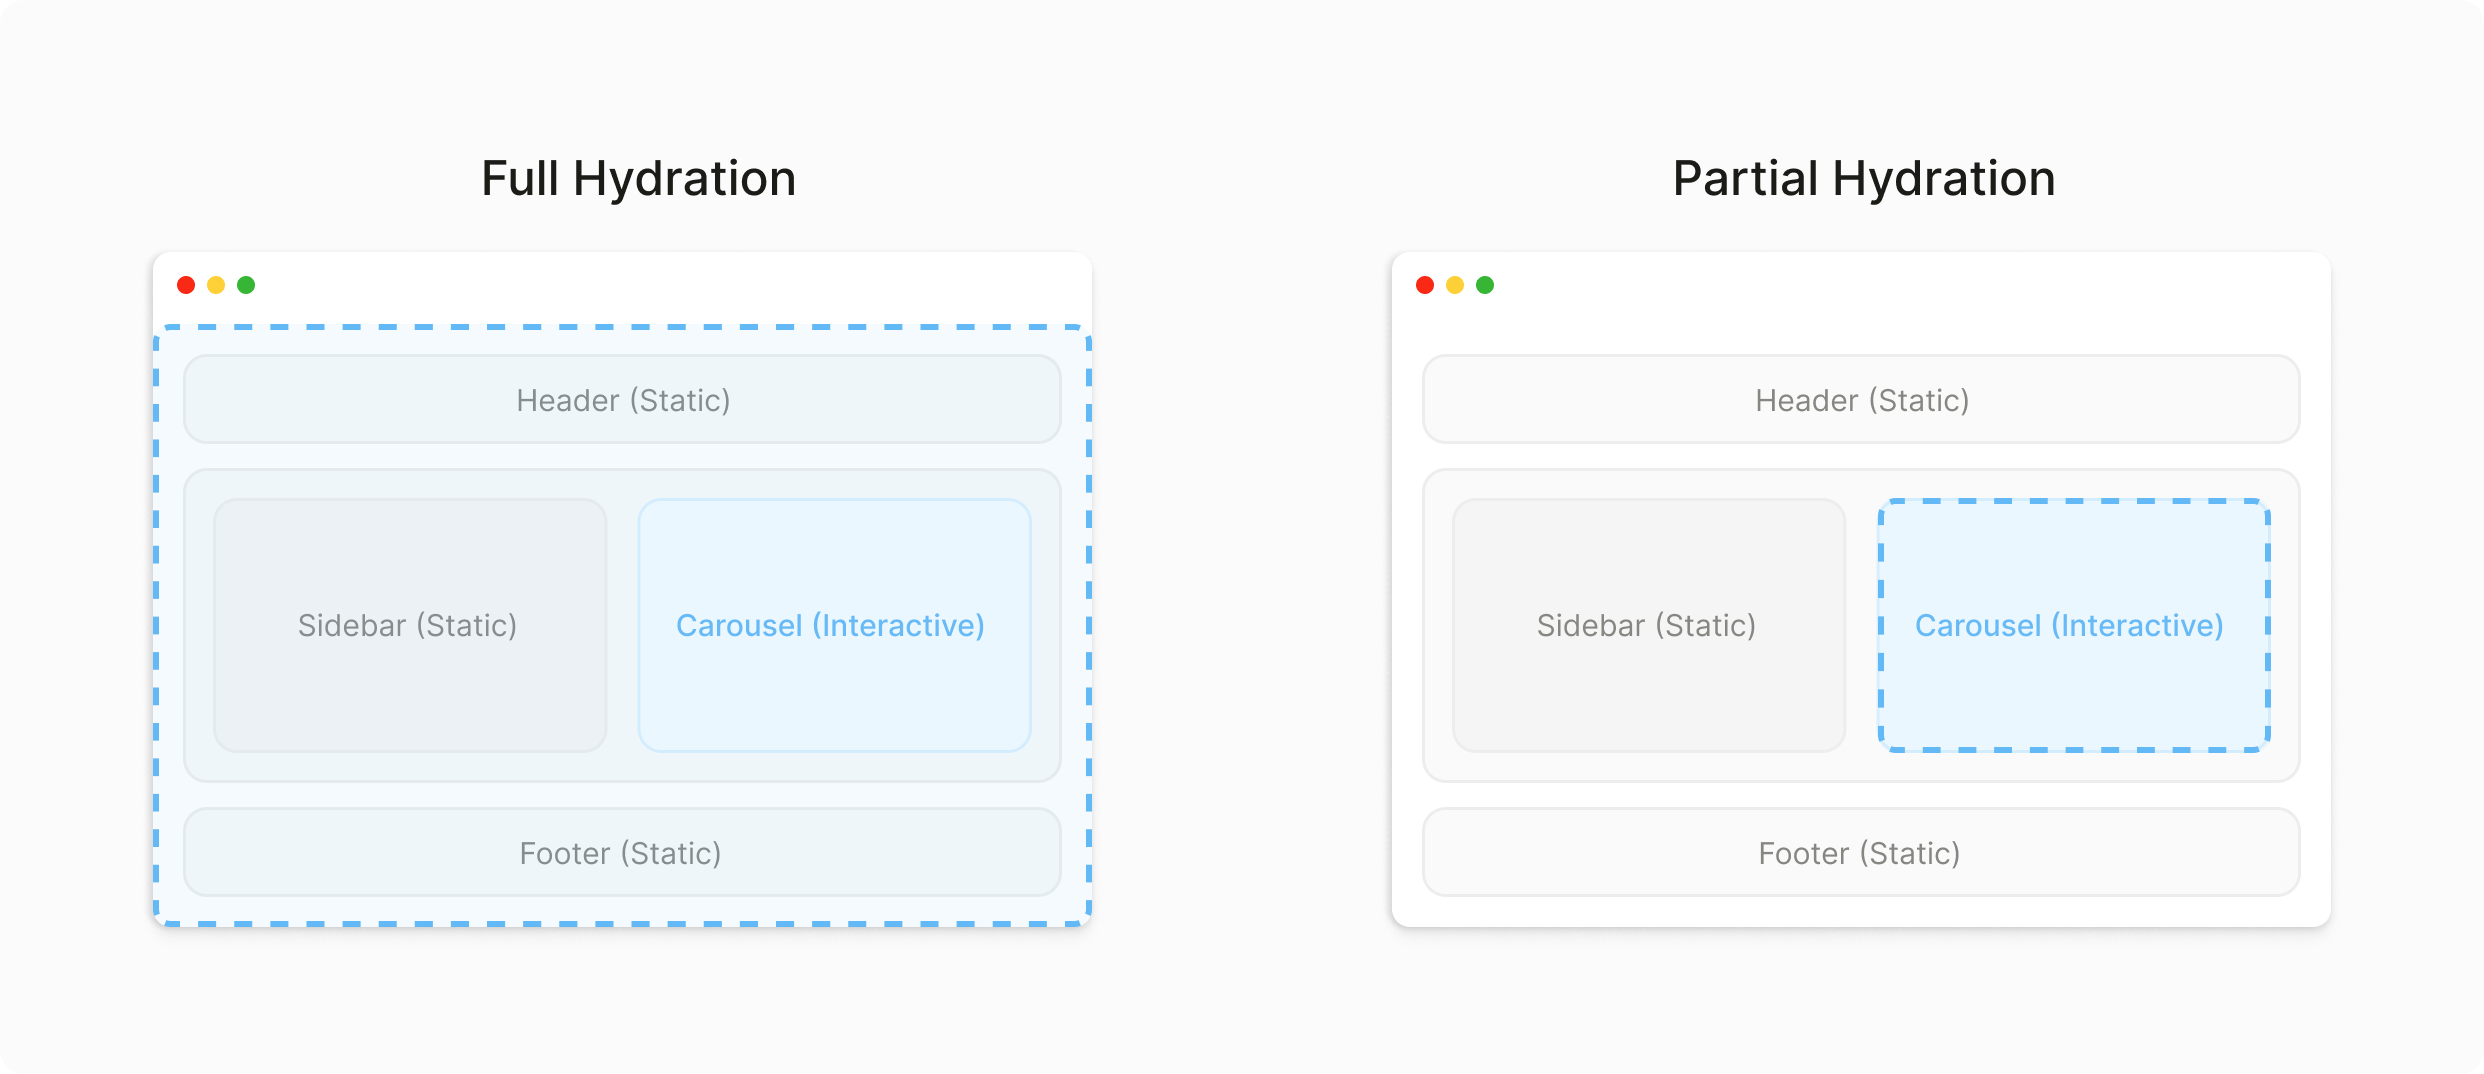 Full Hydration
Header (Static)
Sidebar (Static)
Carousel (Interactive)
Footer (Static)
Partial Hydration
Header (Static)
Sidebar (Static)
Carousel (Interactive)
Footer (Static)